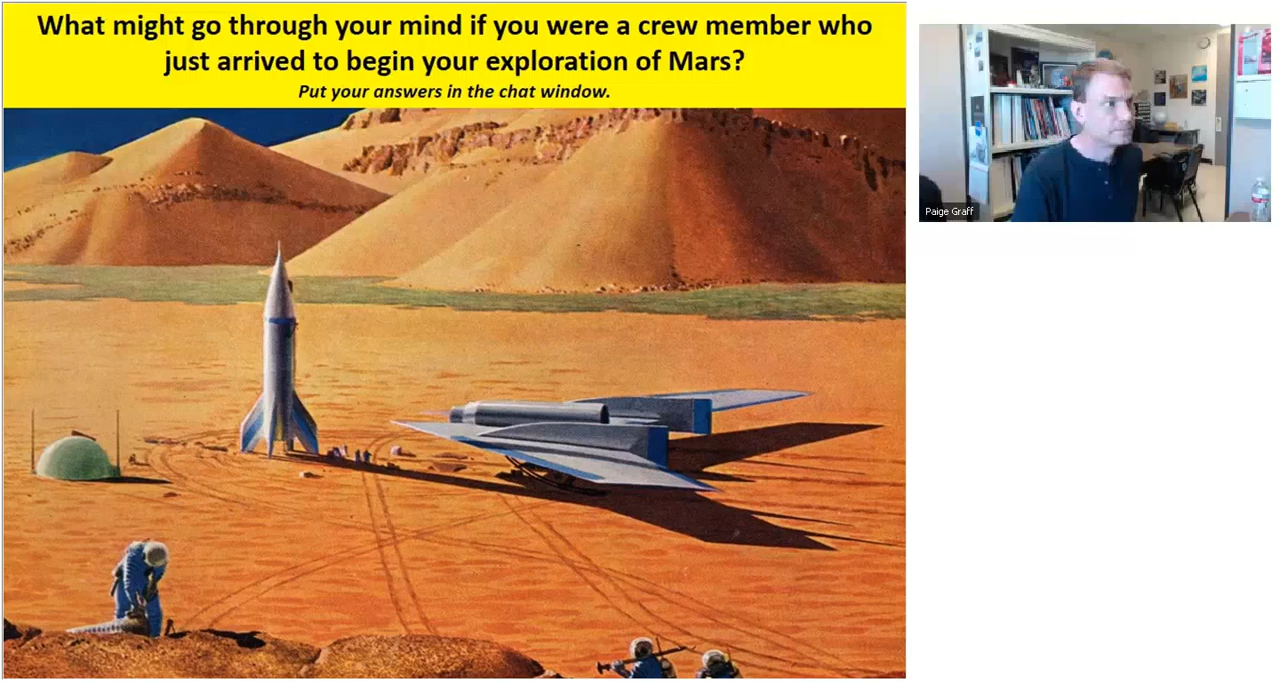 What might go through your mind if you were a crew member who
just arrived to begin your exploration of Mars?
Put your answers in the chat window.
Paige Graff